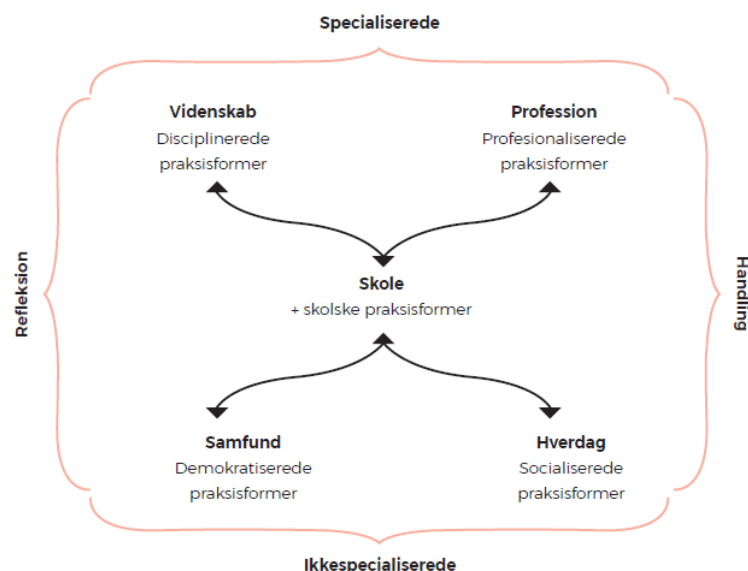 Specialiserede
Videnskab
Disciplinerede
praksisformer
Profession
Profesionaliserede
praksisformer
Refleksion
Skole
+ skolske praksisformer
Handling
Samfund
Demokratiserede
praksisformer
Hverdag
Socialiserede
praksisformer
Ikkespecialiserede